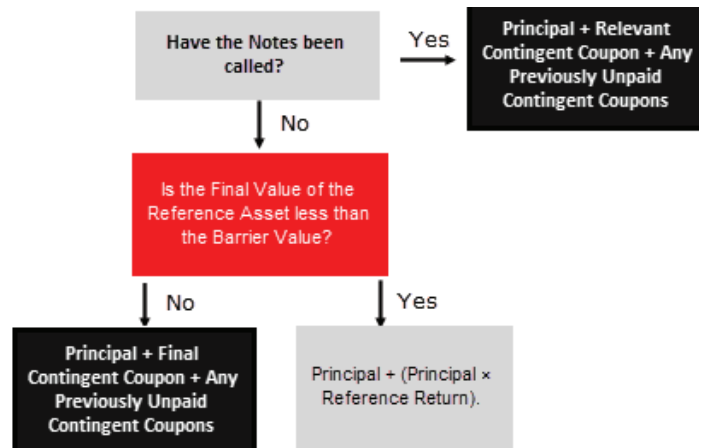 Have the Notes been
called?
Yes
Principal + Relevant
Contingent Coupon + Any
Previously Unpaid
Contingent Coupons
No
Is the Final Value of the
Reference Asset less than
the Barrier Value?
No
Yes
Principal + Final
Contingent Coupon + Any
Previously Unpaid
Contingent Coupons
Principal + (Principal ×
Reference Return).